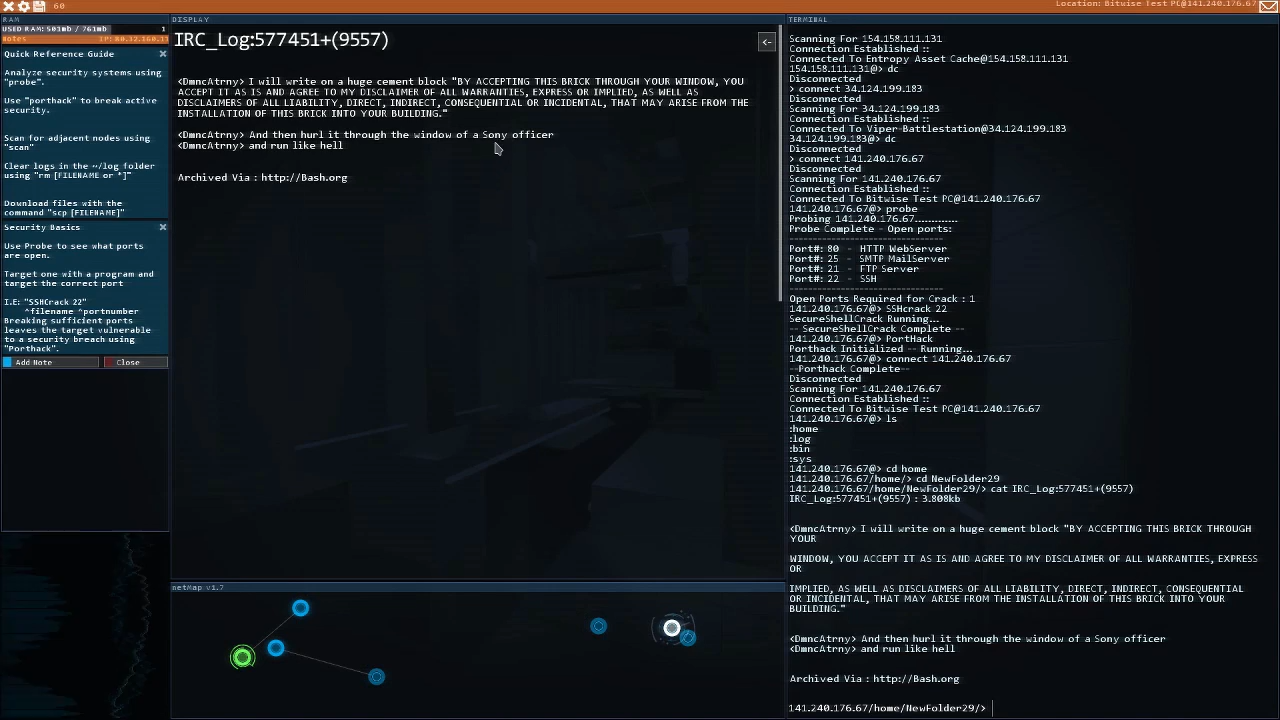 60
Location: Bitwise Test PC@141.240.176.67
RAM
USED RAM: 501mb / 761mb
1
notes
Quick Reference Guide
Analyze security systems using
"probe".
Use "porthack" to break active
security.
Scan for adjacent nodes using
"scan"
Clear logs in the ~/log folder
using "rm [FILENAME or *]"
Download files with the
command "scp [FILENAME]"
Security Basics
Use Probe to see what ports
are open.
Target one with a program and
target the correct port
I.E: "SSHCrack 22"
^filename ^portnumber
Breaking sufficient ports
leaves the target vulnerable
to a security breach using
"Porthack".
Add Note
Close
DISPLAY
IRC_Log:577451+(9557)
<-
<DmncAtrny> I will write on a huge cement block "BY ACCEPTING THIS BRICK THROUGH YOUR WINDOW, YOU
ACCEPT IT AS IS AND AGREE TO MY DISCLAIMER OF ALL WARRANTIES, EXPRESS OR IMPLIED, AS WELL AS
DISCLAIMERS OF ALL LIABILITY, DIRECT, INDIRECT, CONSEQUENTIAL OR INCIDENTAL, THAT MAY ARISE FROM THE
INSTALLATION OF THIS BRICK INTO YOUR BUILDING."
<DmncAtrny> And then hurl it through the window of a Sony officer
<DmncAtrny> and run like hell
Archived Via : http://Bash.org
netMap v1.7
TERMINAL
Scanning For 154.158.111.131
Connection Established ::
Connected To Entropy Asset Cache@154.158.111.131
154.158.111.131@> dc
Disconnected
> connect 34.124.199.183
Disconnected
Scanning For 34.124.199.183
Connection Established ::
Connected To Viper-Battlestation@34.124.199.183
34.124.199.183@> dc
Disconnected
> connect 141.240.176.67
Disconnected
Scanning For 141.240.176.67
Connection Established ::
Connected To Bitwise Test PC@141.240.176.67
141.240.176.67@> probe
Probing 141.240.176.67.............
Probe Complete - Open ports:
---------------------------------
Port#: 80 - HTTP WebServer
Port#: 25 - SMTP MailServer
Port#: 21 - FTP Server
Port#: 22 - SSH
---------------------------------
Open Ports Required for Crack : 1
141.240.176.67@> SSHcrack 22
SecureShellCrack Running...
-- SecureShellCrack Complete --
141.240.176.67@> PortHack
Porthack Initialized -- Running...
141.240.176.67@> connect 141.240.176.67
--Porthack Complete--
Disconnected
Scanning For 141.240.176.67
Connection Established ::
Connected To Bitwise Test PC@141.240.176.67
141.240.176.67@> ls
:home
:log
:bin
:sys
141.240.176.67@> cd home
141.240.176.67/home/> cd NewFolder29
141.240.176.67/home/NewFolder29/> cat IRC_Log:577451+(9557)
IRC_Log:577451+(9557) : 3.808kb
<DmncAtrny> I will write on a huge cement block "BY ACCEPTING THIS BRICK THROUGH
YOUR
WINDOW, YOU ACCEPT IT AS IS AND AGREE TO MY DISCLAIMER OF ALL WARRANTIES, EXPRESS
OR
IMPLIED, AS WELL AS DISCLAIMERS OF ALL LIABILITY, DIRECT, INDIRECT, CONSEQUENTIAL
OR INCIDENTAL, THAT MAY ARISE FROM THE INSTALLATION OF THIS BRICK INTO YOUR
BUILDING."
<DmncAtrny> And then hurl it through the window of a Sony officer
<DmncAtrny> and run like hell
Archived Via : http://Bash.org
141.240.176.67/home/NewFolder29/>